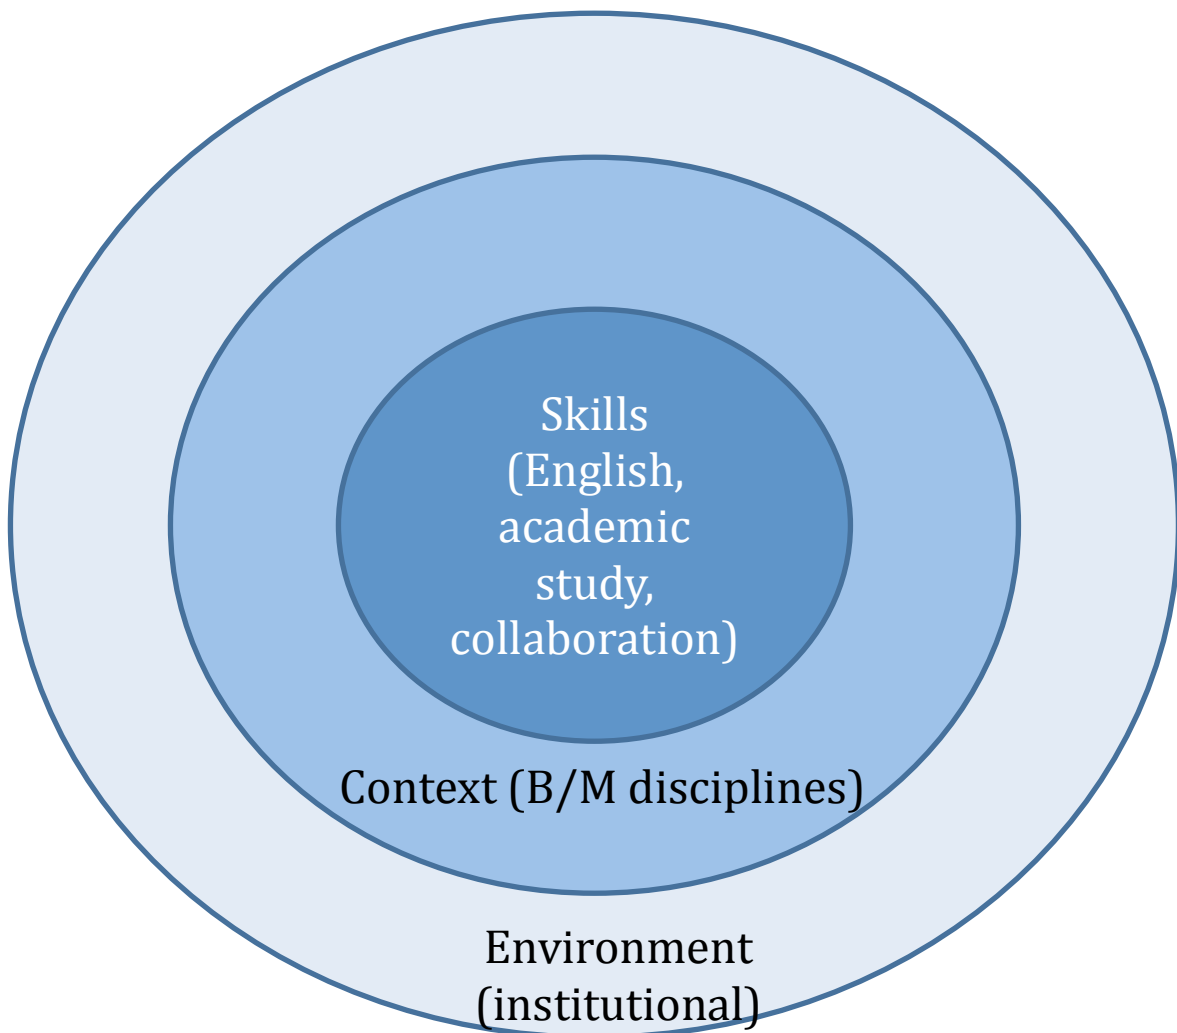 Skills
(English,
academic
study,
collaboration)
Context (B/M disciplines)
Environment
(institutional)